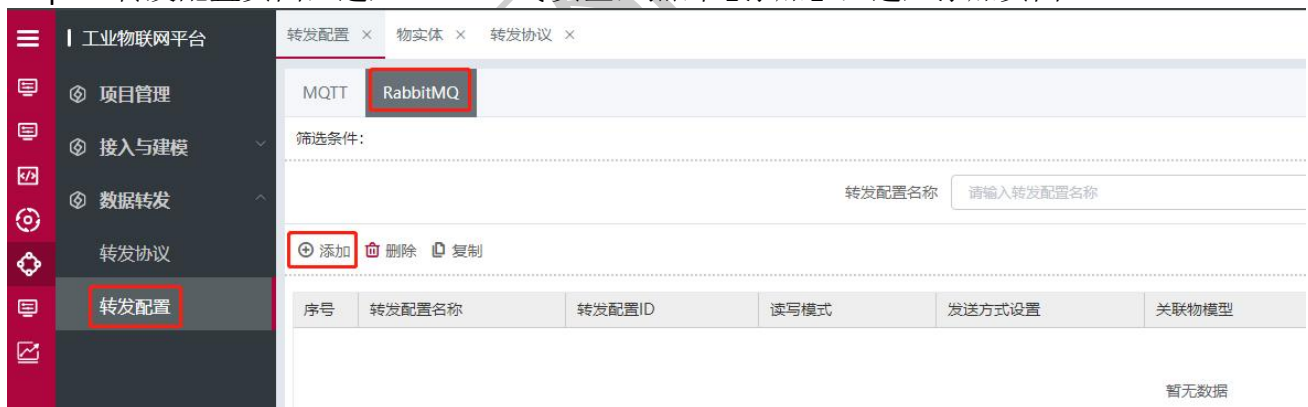 工业物联网平台
转发配置 × 物实体 × 转发协议 ×
项目管理
接入与建模
数据转发
转发协议
转发配置
MQTT RabbitMQ
筛选条件:
转发配置名称 请输入转发配置名称
添加 删除 复制
序号 转发配置名称 转发配置ID 读写模式 发送方式设置 关联物模型
暂无数据